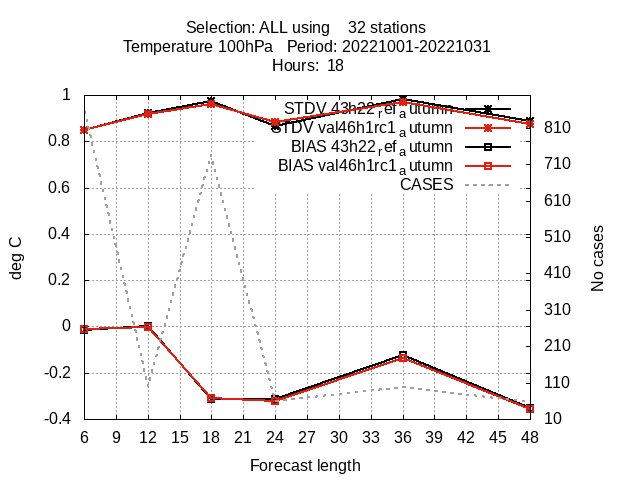 Selection: ALL using 32 stations
Temperature 100hPa Period: 20221001-20221031
Hours: 18
STDV 43h22_ref_autumn
STDV val46h1rc1_autumn
BIAS 43h22_ref_autumn
BIAS val46h1rc1_autumn
CASES
1
0.8
0.6
0.4
0.2
0
-0.2
-0.4
deg C
810
710
610
510
410
310
210
110
10
No cases
6 9 12 15 18 21 24 27 30 33 36 39 42 45 48
Forecast length